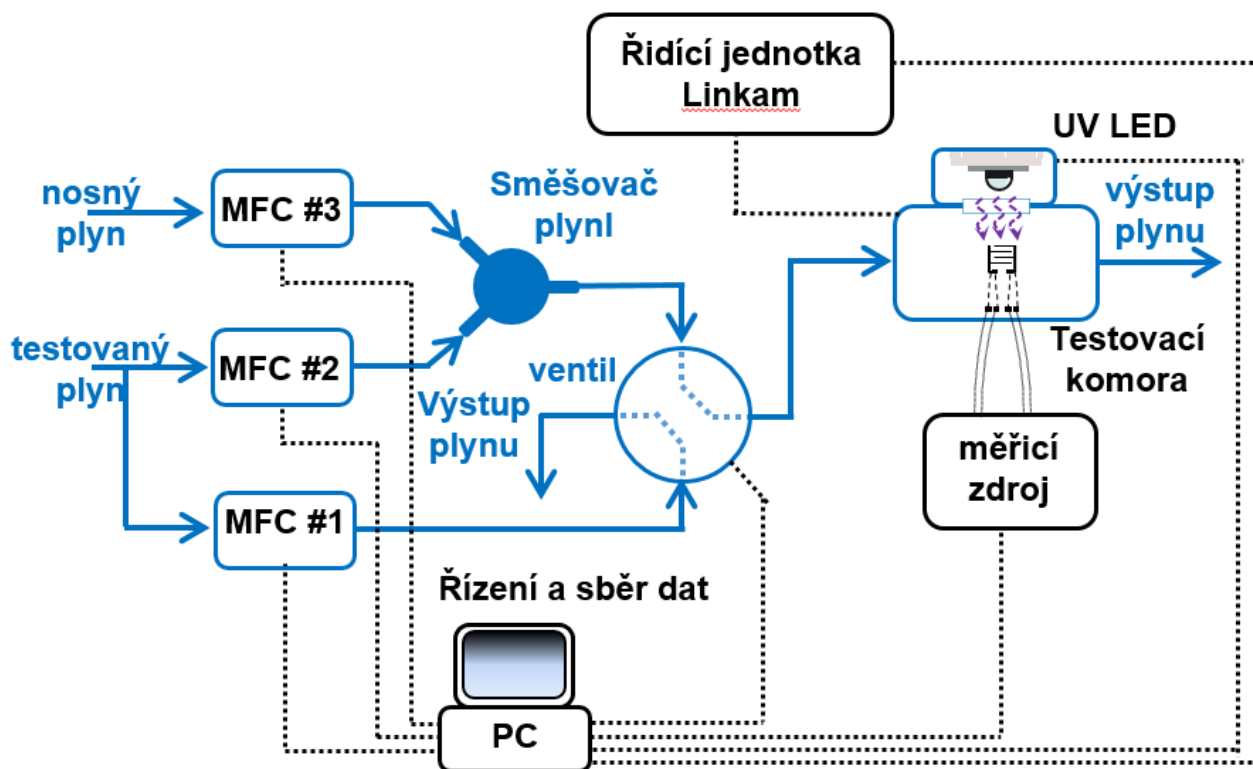 Řidící jednotka
Linkam
UV LED
nosný
plyn
MFC #3
Směšovač
plynl
výstup
plynu
testovaný
plyn
MFC #2
ventil
Výstup
plynu
Testovací
komora
měřicí
zdroj
MFC #1
Řízení a sběr dat
PC